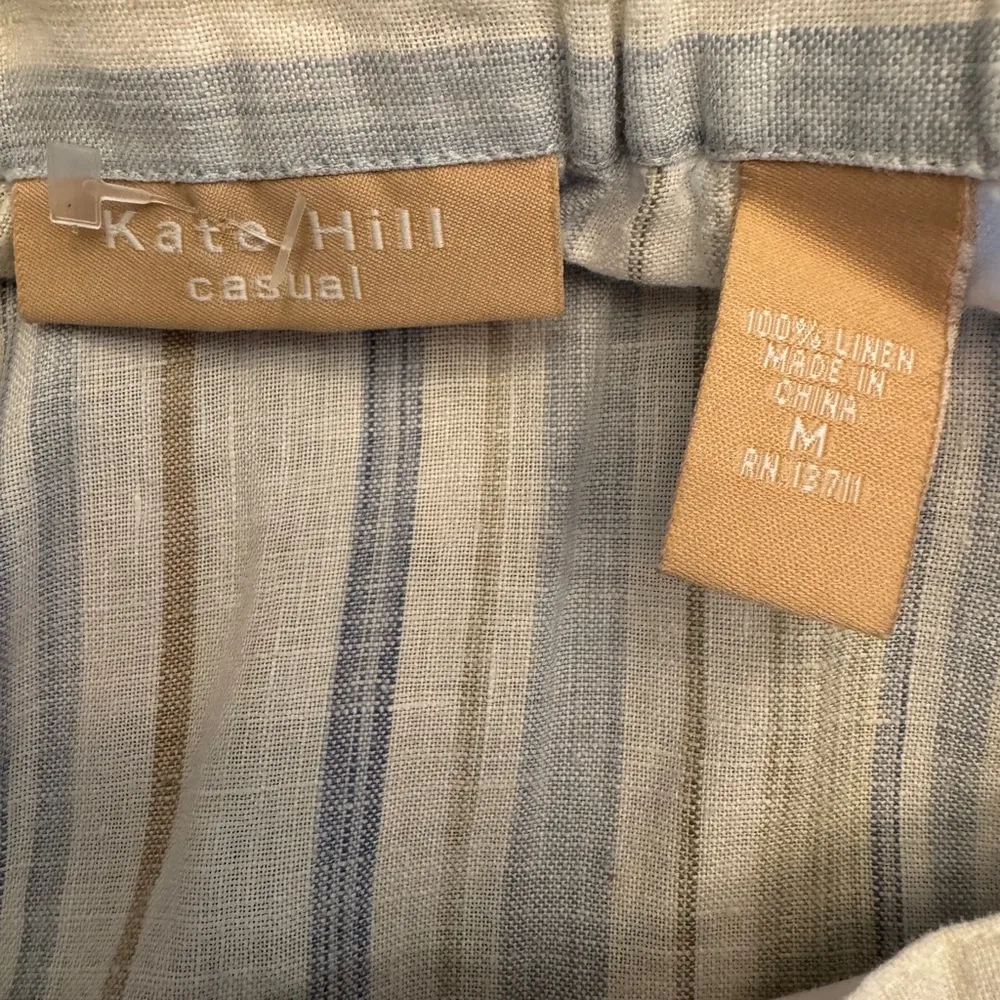 Kate Hill
casual
100% LINEN
MADE IN
CHINA
M
RN 13711